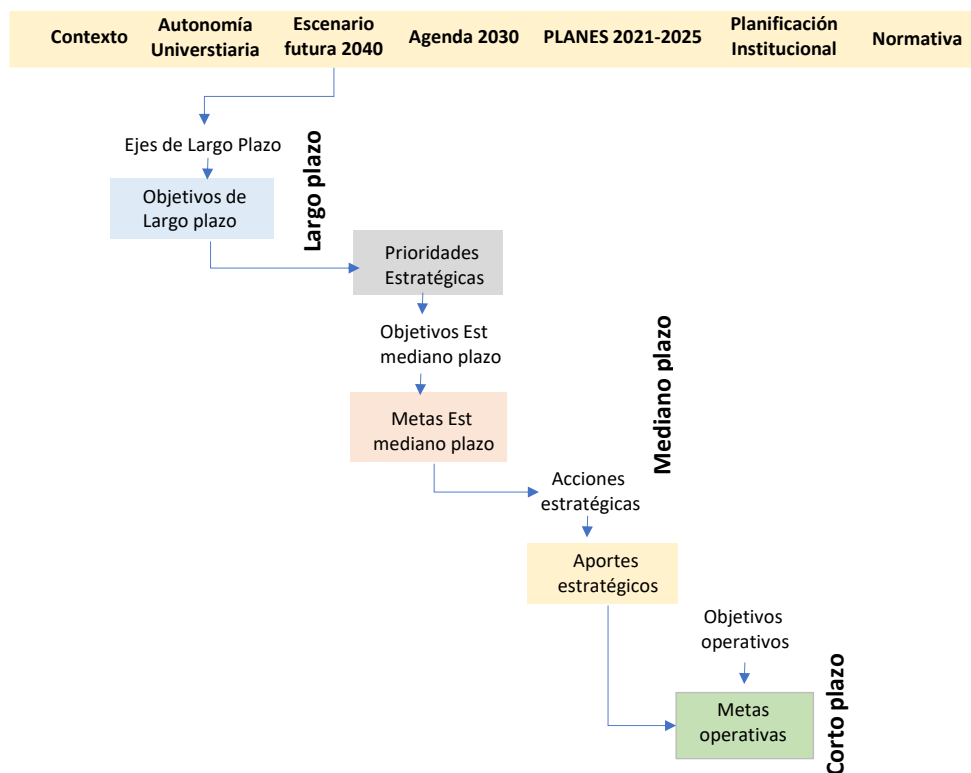 Contexto
Autonomía
Universtiaria
Escenario
futura 2040
Agenda 2030
PLANES 2021-2025
Planificación
Institucional
Normativa
Ejes de Largo Plazo
Objetivos de
Largo plazo
Largo plazo
Prioridades
Estratégicas
Objetivos Est
mediano plazo
Metas Est
mediano plazo
Mediano plazo
Acciones
estratégicas
Aportes
estratégicos
Objetivos
operativos
Metas
operativas
Corto plazo